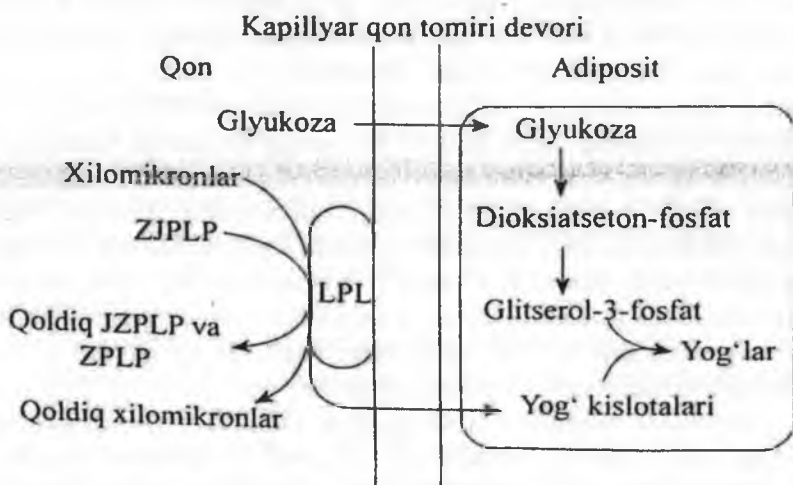 Kapillyar qon tomiri devori
Qon
Adiposit
Glyukoza
Glyukoza
Xilomikronlar
Dioksiatseton-fosfat
ZJPLP
LPL
Glitserol-3-fosfat
Qoldiq JZPLP va
ZPLP
Yog‘lar
Qoldiq xilomikronlar
Yog‘ kislotalari